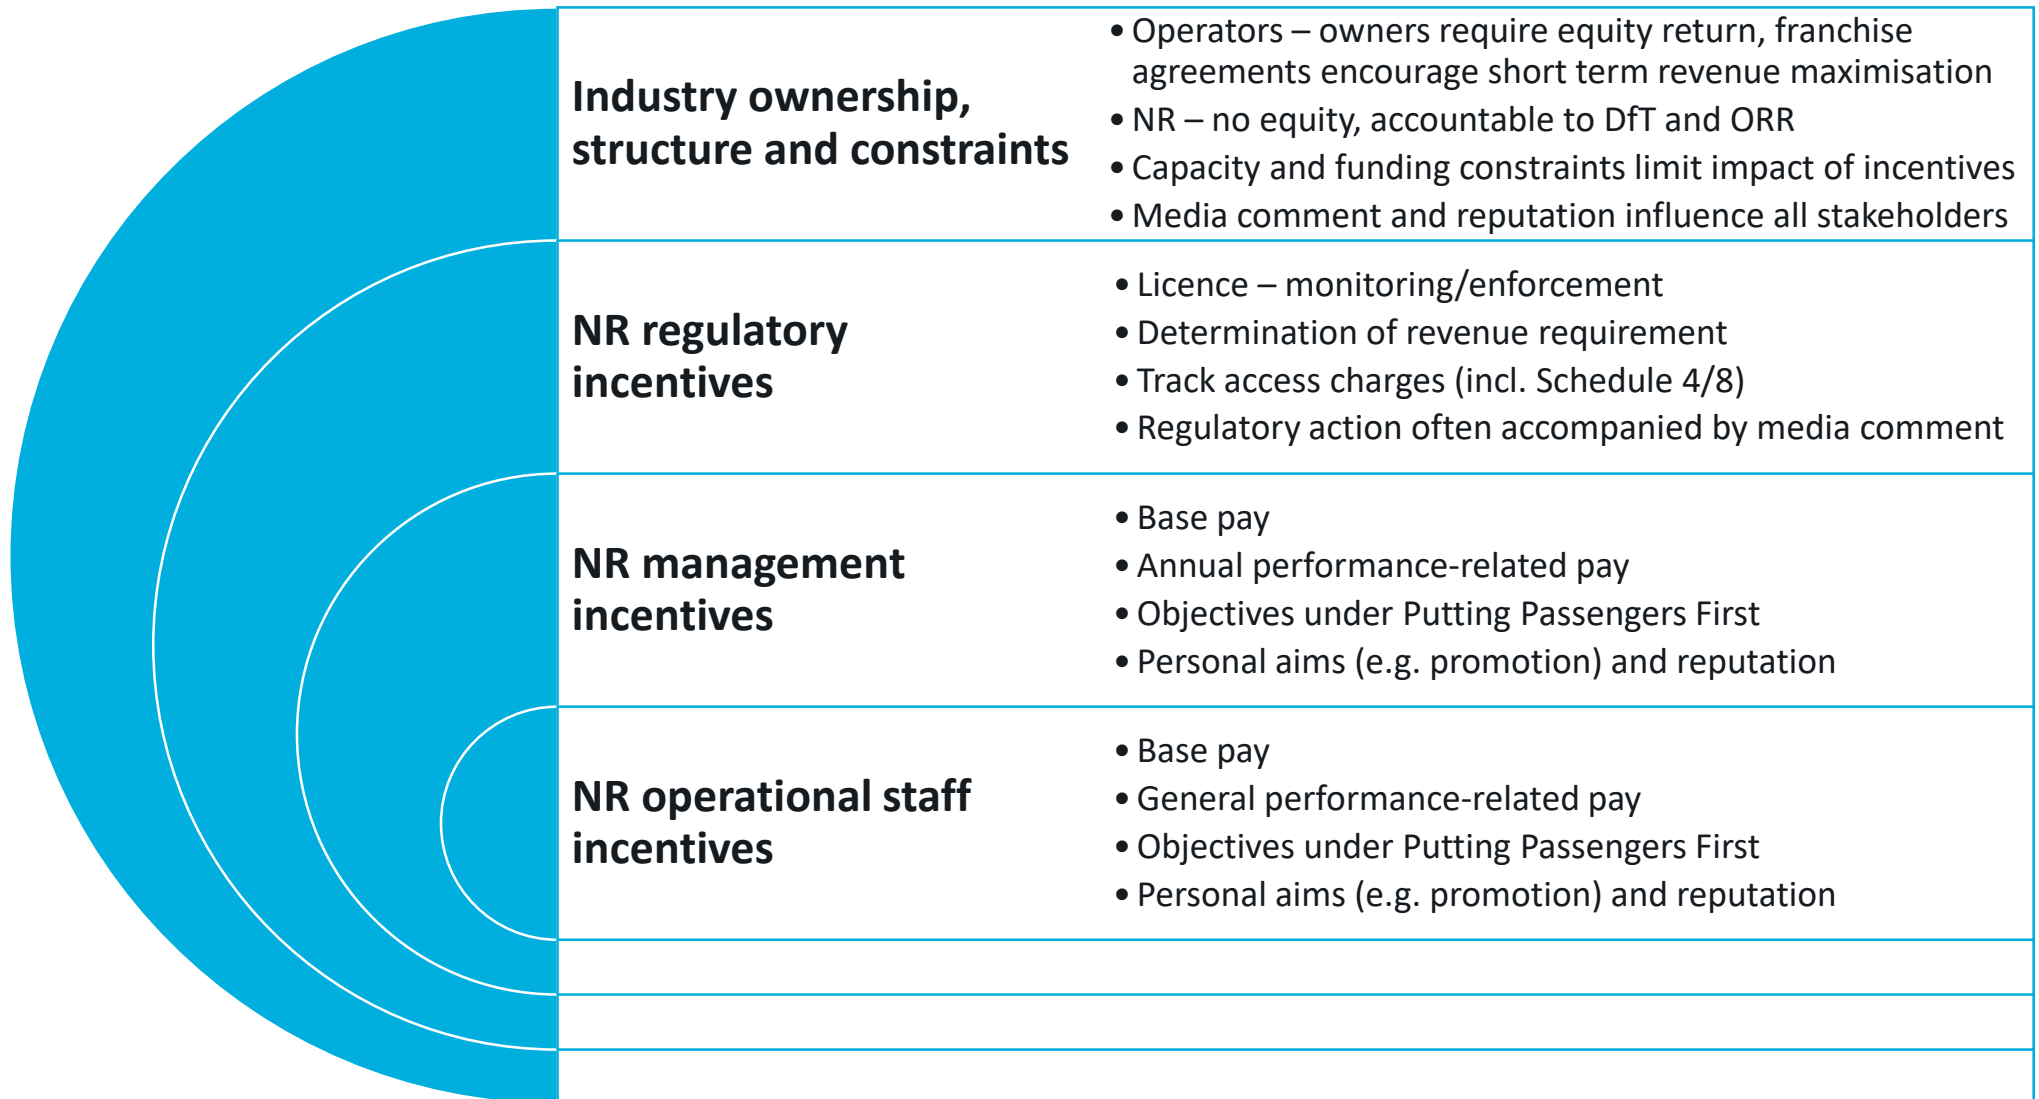 Industry ownership,
structure and constraints
• Operators – owners require equity return, franchise
agreements encourage short term revenue maximisation
• NR – no equity, accountable to DfT and ORR
• Capacity and funding constraints limit impact of incentives
• Media comment and reputation influence all stakeholders
NR regulatory
incentives
• Licence – monitoring/enforcement
• Determination of revenue requirement
• Track access charges (incl. Schedule 4/8)
• Regulatory action often accompanied by media comment
NR management
incentives
• Base pay
• Annual performance-related pay
• Objectives under Putting Passengers First
• Personal aims (e.g. promotion) and reputation
NR operational staff
incentives
• Base pay
• General performance-related pay
• Objectives under Putting Passengers First
• Personal aims (e.g. promotion) and reputation